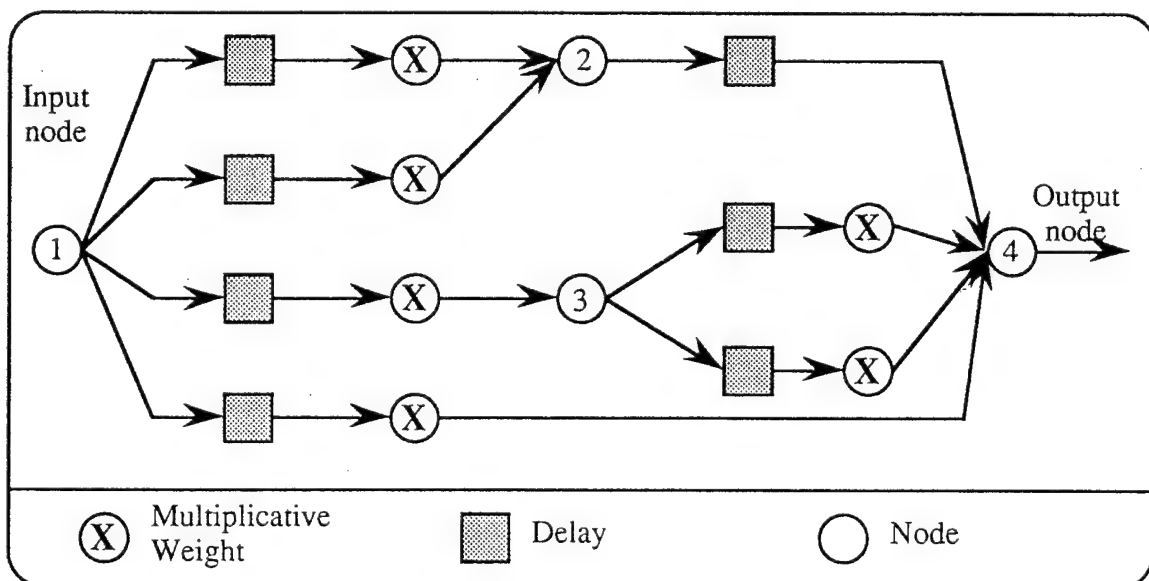 X
2
Input
node
X
1
X
4
Output
node
X
3
X
X
X
Multiplicative
Weight
X
Delay
Node